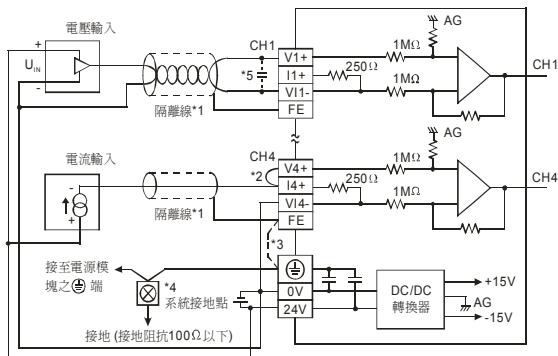 電壓輸入
+
UIN
-
隔離線*1
*5
CH1
V1+
I1+
VI1-
FE
250Ω
1MΩ
1MΩ
AG
CH1
電流輸入
-
+
隔離線*1
CH4
*2
V4+
I4+
VI4-
FE
250Ω
1MΩ
1MΩ
AG
CH4
*3
接至電源模
塊之 端
*4
系統接地點
接地 (接地阻抗100Ω以下)
0V
24V
DC/DC
轉換器
+15V
AG
-15V